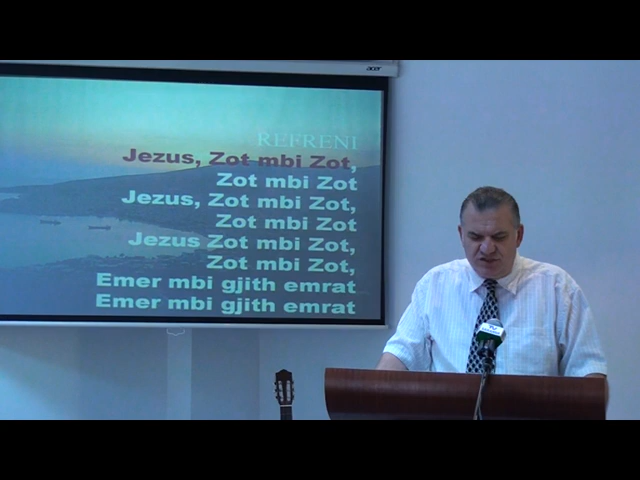 acer
REFRENI
Jezus, Zot mbi Zot,
Zot mbi Zot
Jezus, Zot mbi Zot,
Zot mbi Zot
Jezus Zot mbi Zot,
Zot mbi Zot,
Emer mbi gjith emrat
Emer mbi gjith emrat